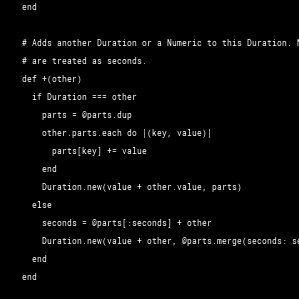 end
# Adds another Duration or a Numeric to this Duration.
# are treated as seconds.
def +(other)
if Duration === other
parts = @parts.dup
other.parts.each do |(key, value)|
parts[key] += value
end
Duration.new(value + other.value, parts)
else
seconds = @parts[:seconds] + other
Duration.new(value + other, @parts.merge(seconds:
end
end